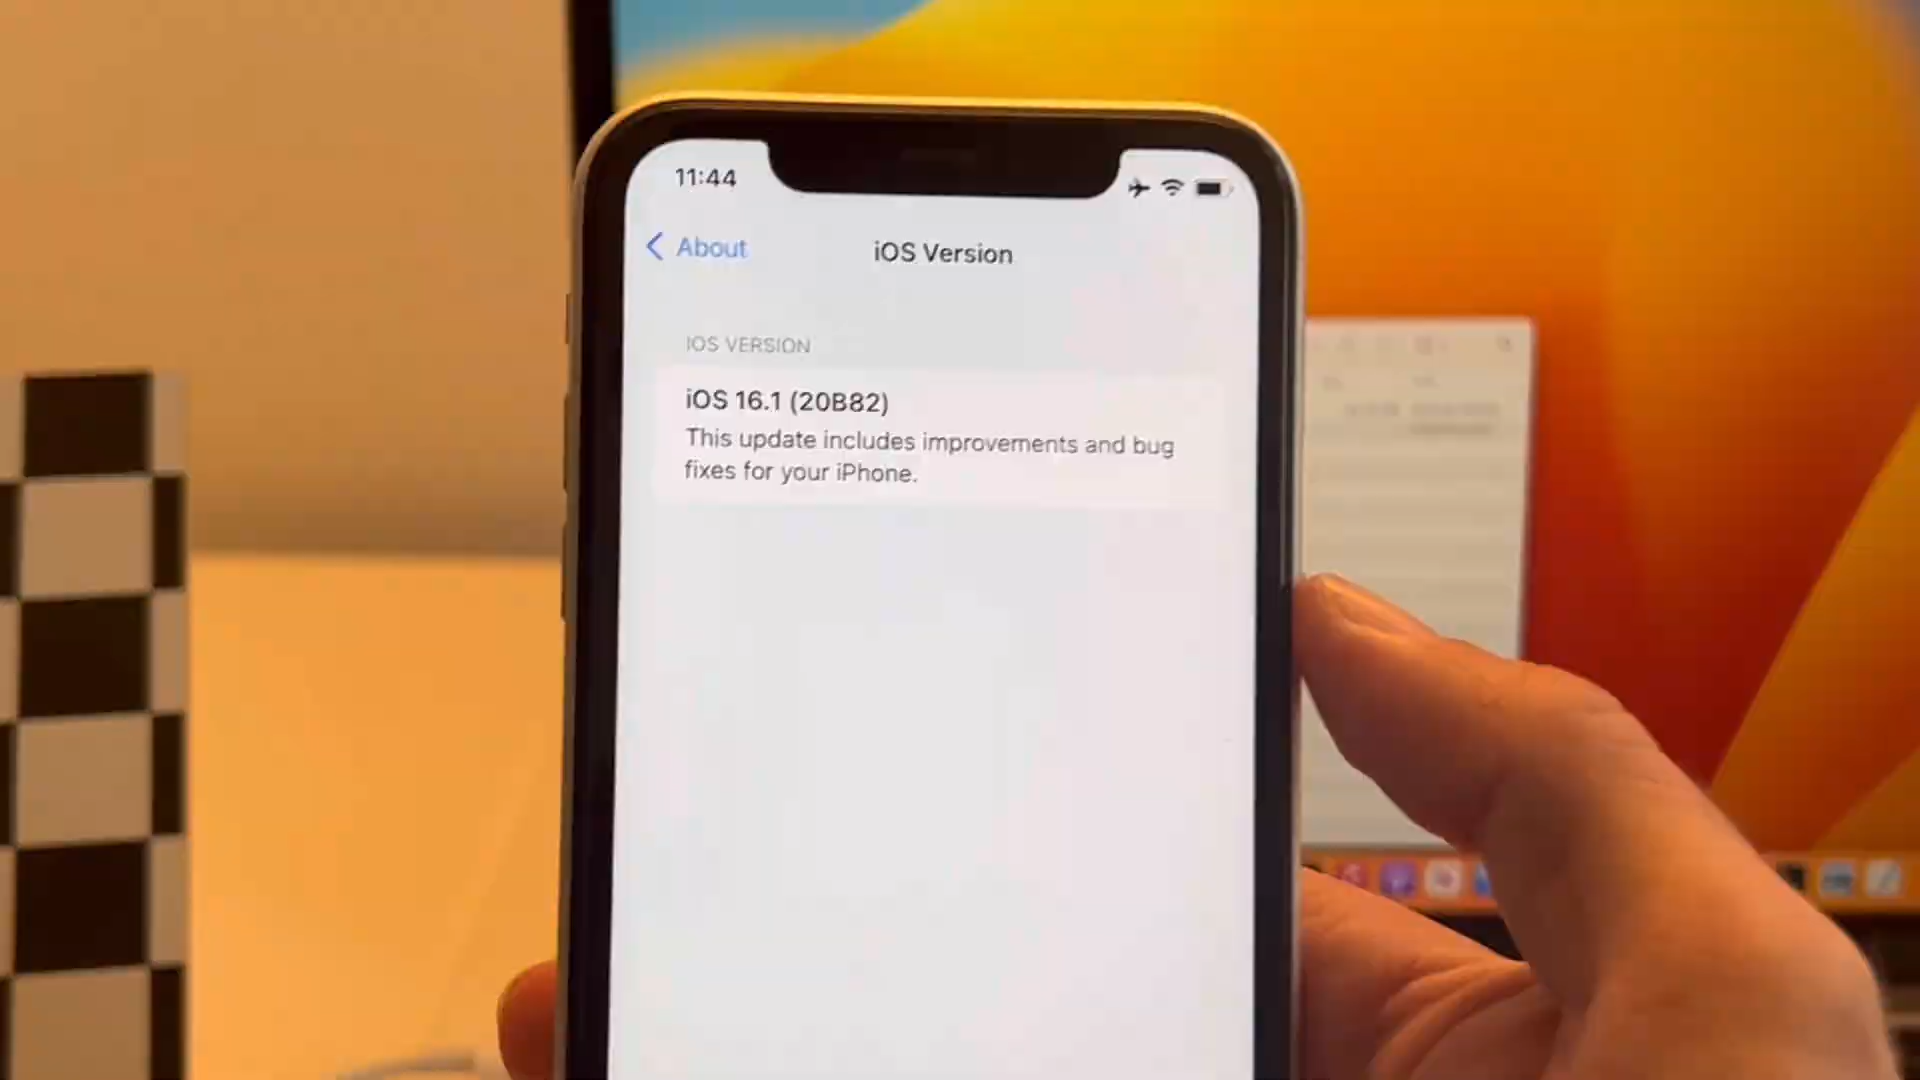 11:44
About
iOS Version
IOS VERSION
iOS 16.1 (20B82)
This update includes improvements and bug
fixes for your iPhone.